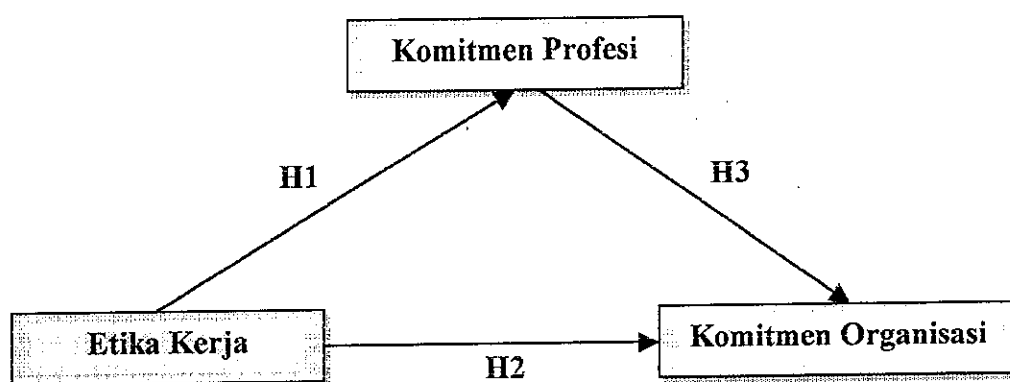 Komitmen Profesi
H1
H3
Etika Kerja
H2
Komitmen Organisasi